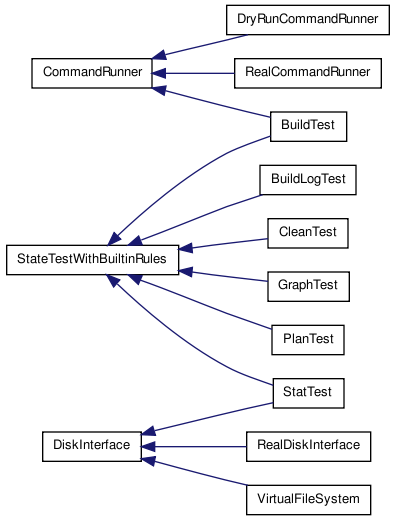 DryRunCommandRunner
CommandRunner
RealCommandRunner
BuildTest
BuildLogTest
CleanTest
StateTestWithBuiltinRules
GraphTest
PlanTest
StatTest
DiskInterface
RealDiskInterface
VirtualFileSystem